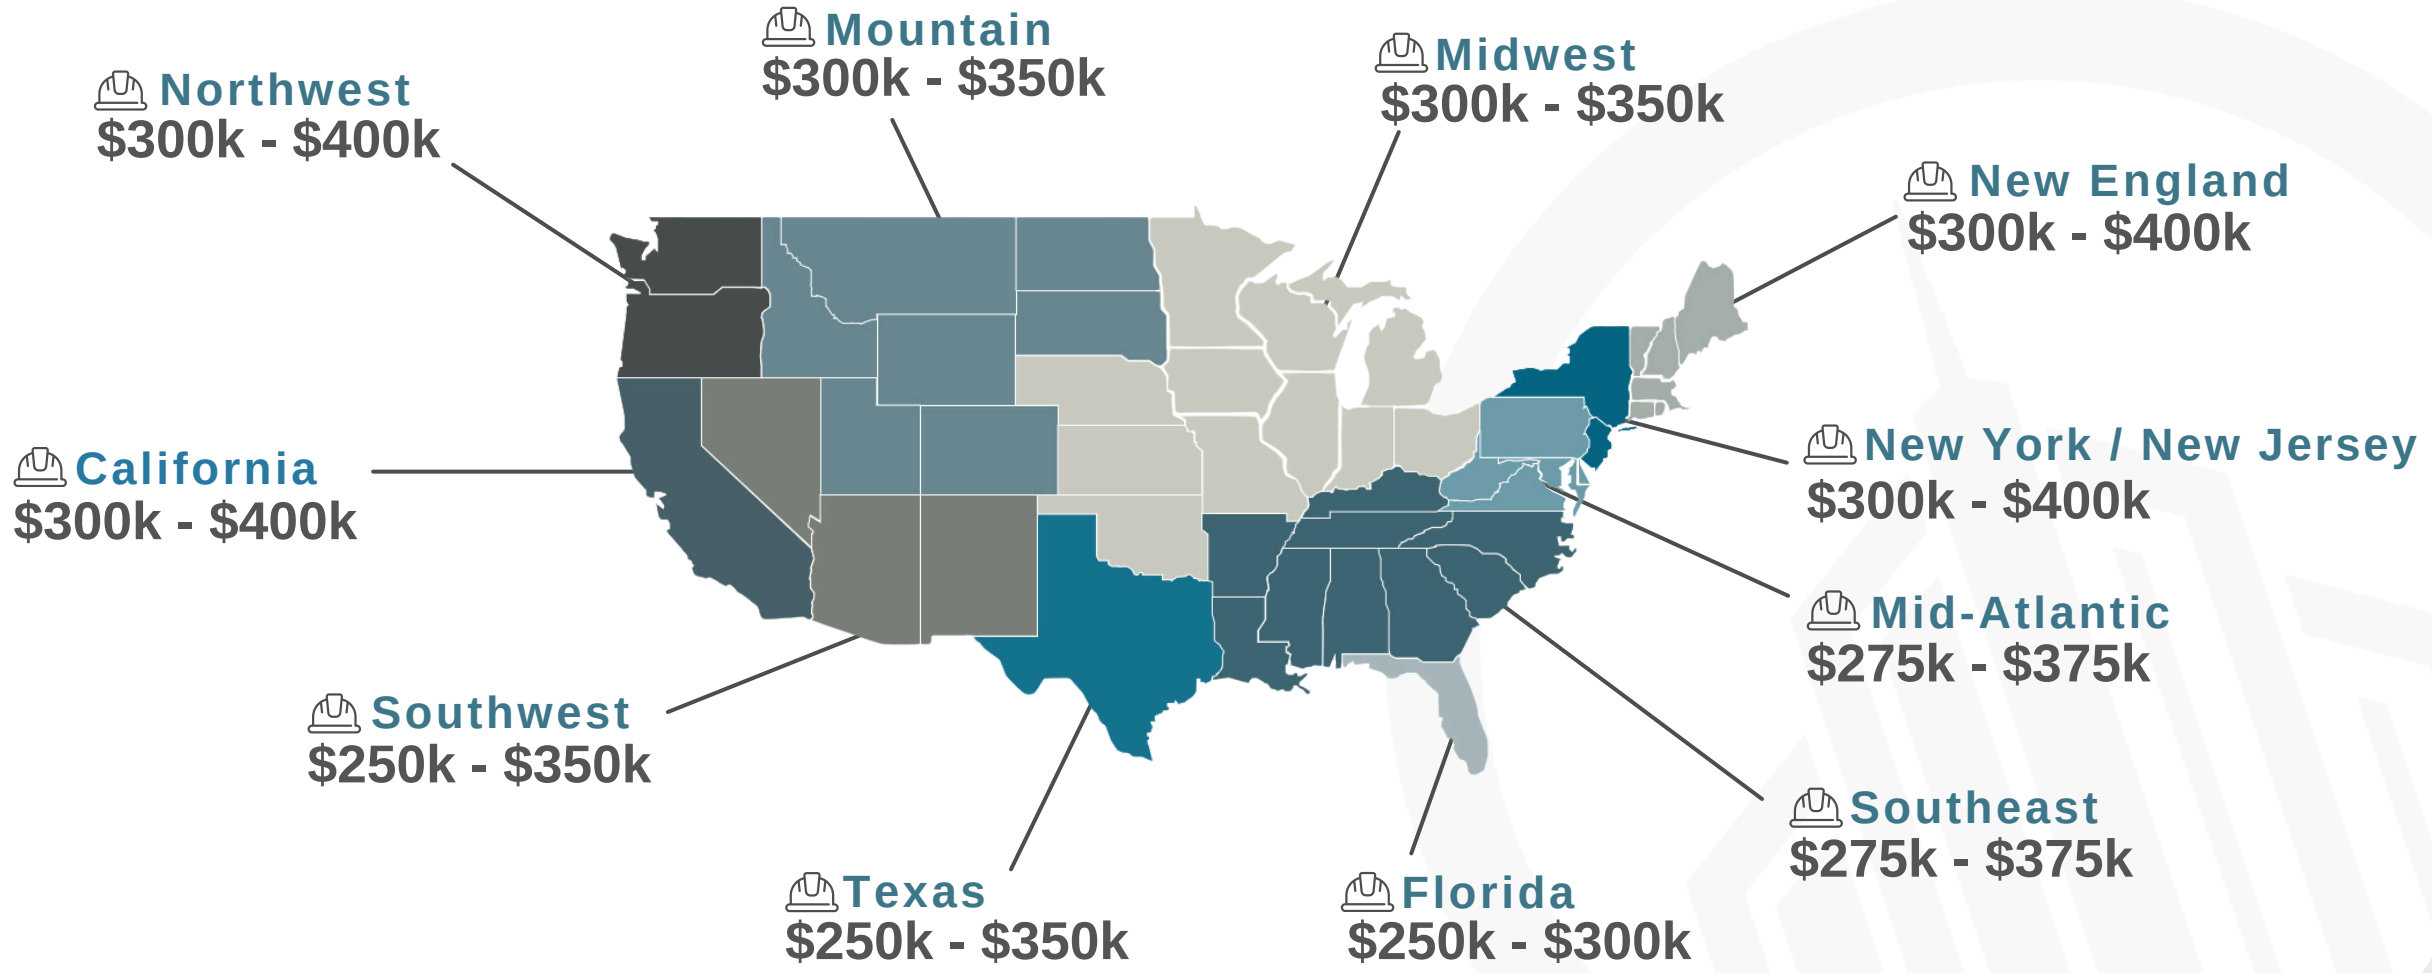 Mountain
$300k - $350k
Midwest
$300k - $350k
Northwest
$300k - $400k
New England
$300k - $400k
New York / New Jersey
$300k - $400k
California
$300k - $400k
Mid-Atlantic
$275k - $375k
Southwest
$250k - $350k
Southeast
$275k - $375k
Texas
$250k - $350k
Florida
$250k - $300k